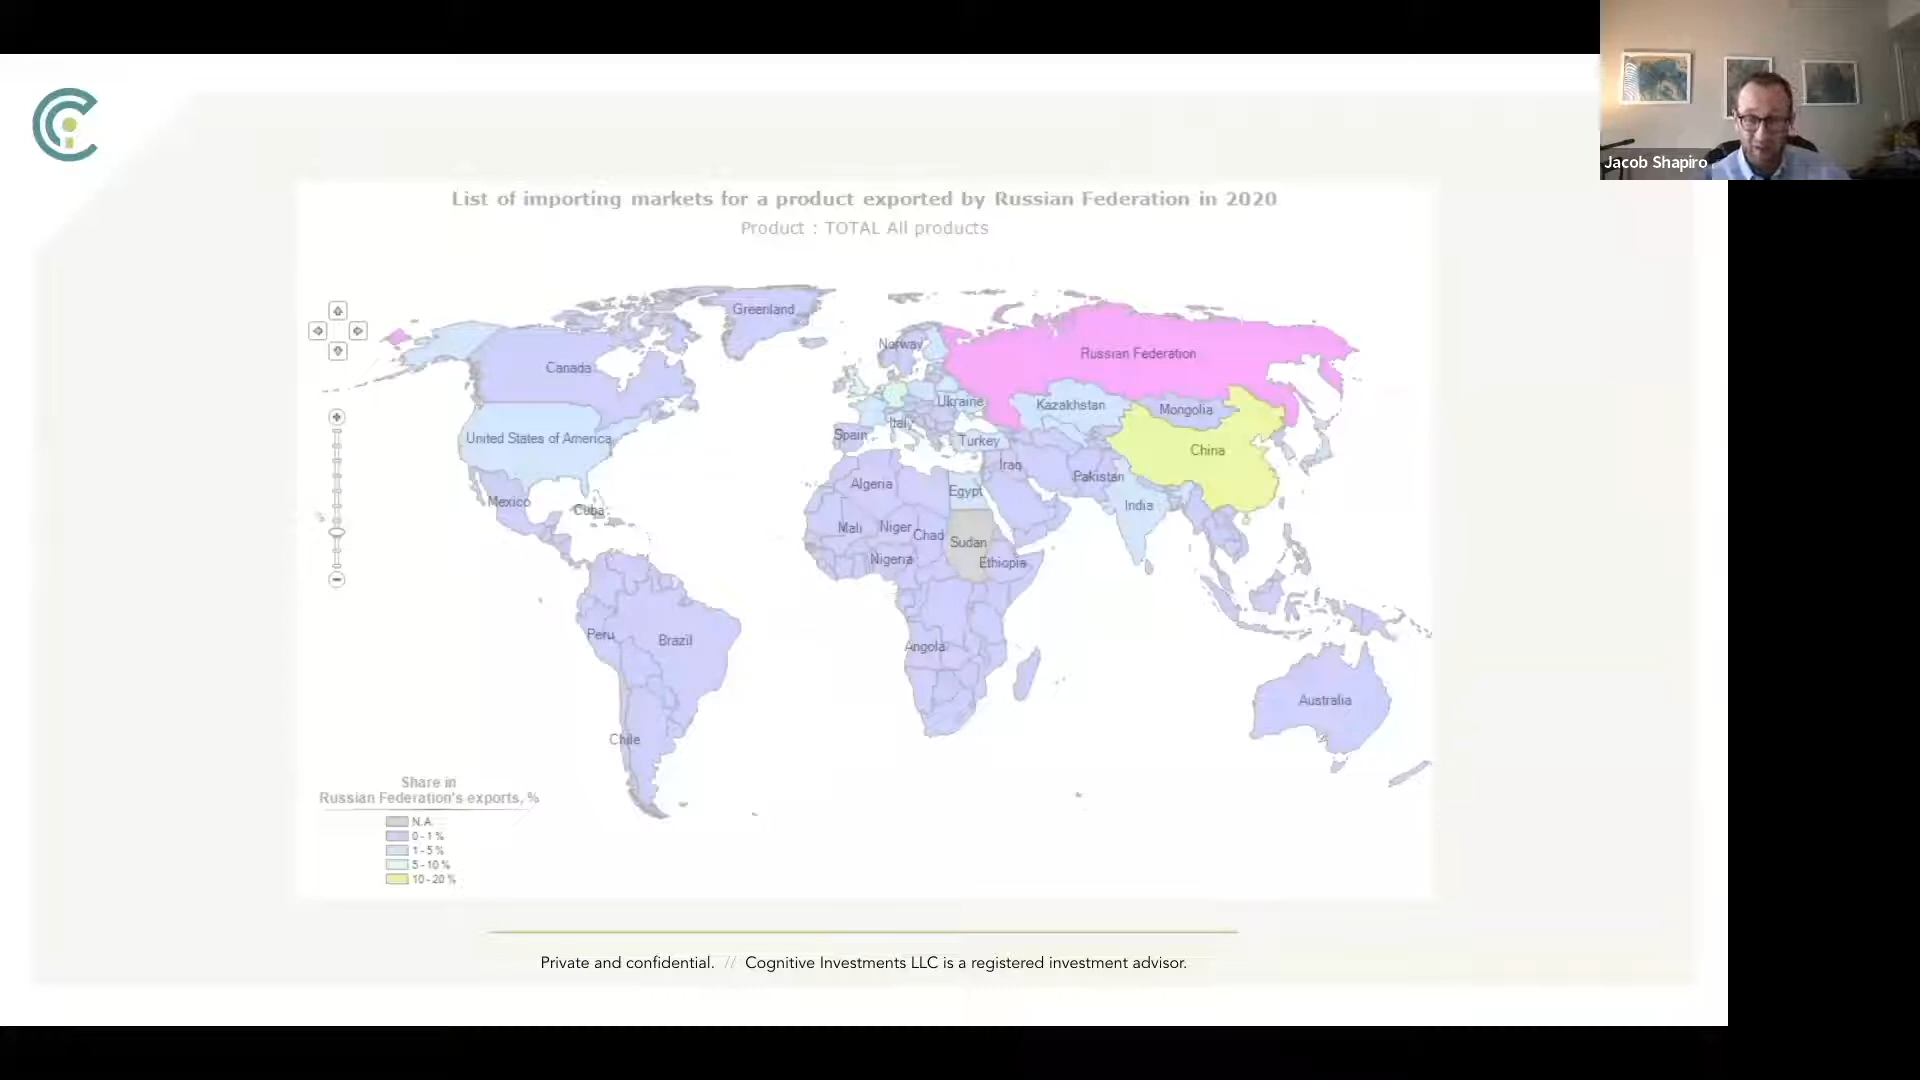 Jacob Shapiro
List of importing markets for a product exported by Russian Federation in 2020
Product : TOTAL All products
Greenland
Norway
Russian Federation
Canada
Ukraine
Kazakhstan
Mongolia
Italy
United States of America
Spain
Turkey
China
Iraq
Pakistan
Algeria
Egypt
Mexico
India
Cuba
Mali
Niger
Chad
Sudan
Nigeria
Ethiopia
Peru
Brazil
Angola
Australia
Chile
Share in
Russian Federation's exports, %
N.A.
0 - 1 %
1 - 5 %
5 - 10 %
10 - 20 %
Private and confidential. // Cognitive Investments LLC is a registered investment advisor.